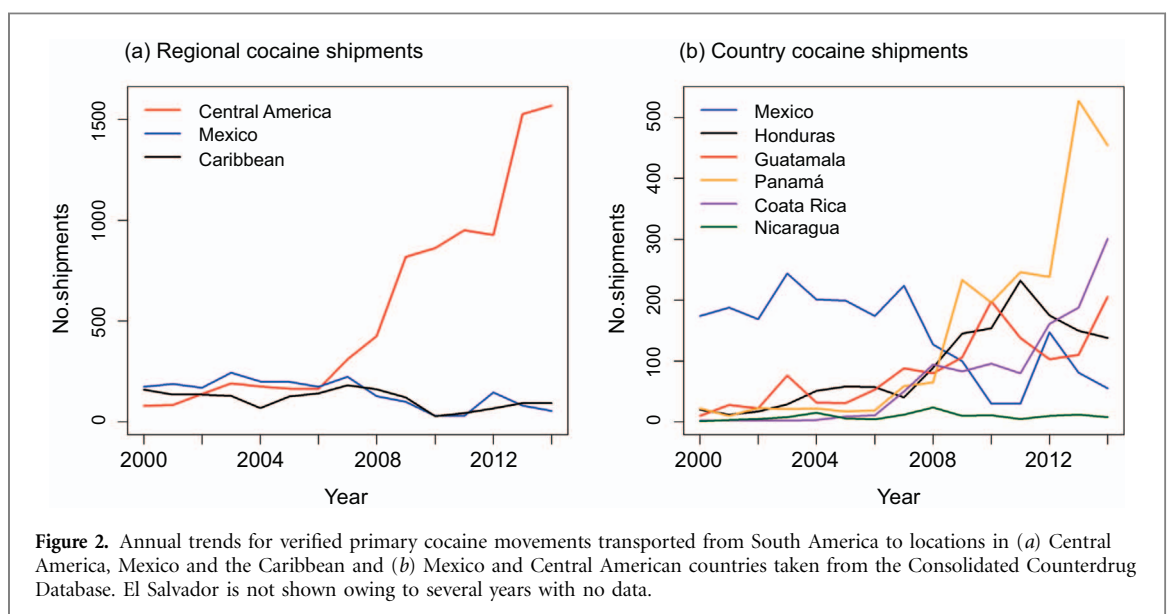 (a) Regional cocaine shipments
No.shipments
1500
1000
500
0
Central America
Mexico
Caribbean
2000 2004 2008 2012
Year
(b) Country cocaine shipments
No.shipments
500
400
300
200
100
0
Mexico
Honduras
Guatamala
Panamá
Coata Rica
Nicaragua
2000 2004 2008 2012
Year
Figure 2. Annual trends for verified primary cocaine movements transported from South America to locations in (a) Central
America, Mexico and the Caribbean and (b) Mexico and Central American countries taken from the Consolidated Counterdrug
Database. El Salvador is not shown owing to several years with no data.